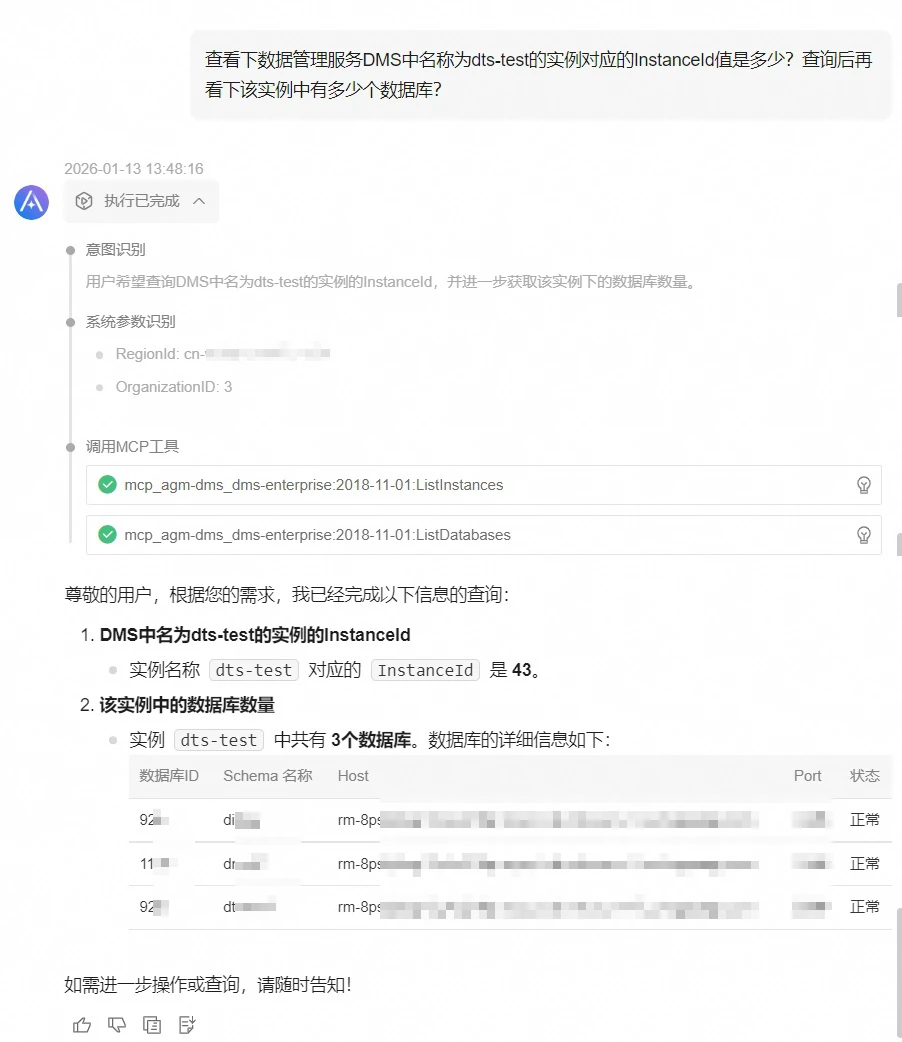 查看下数据管理服务DMS中名称为dts-test的实例对应的InstanceId值是多少？查询后再
看下该实例中有多少个数据库？
2026-01-13 13:48:16
执行已完成
意图识别
用户希望查询DMS中名为dts-test的实例的InstanceId，并进一步获取该实例下的数据库数量。
系统参数识别
RegionId: cn-
OrganizationID: 3
调用MCP工具
mcp_agm-dms_dms-enterprise:2018-11-01:ListInstances
mcp_agm-dms_dms-enterprise:2018-11-01:ListDatabases
尊敬的用户，根据您的需求，我已经完成以下信息的查询：
1. DMS中名为dts-test的实例的InstanceId
实例名称 dts-test 对应的 InstanceId 是 43。
2. 该实例中的数据库数量
实例 dts-test 中共有 3个数据库。数据库的详细信息如下：
数据库ID Schema 名称 Host Port 状态
92 di rm-8ps 正常
11 dr rm-8ps 正常
92 dt rm-8ps 正常
如需进一步操作或查询，请随时告知！